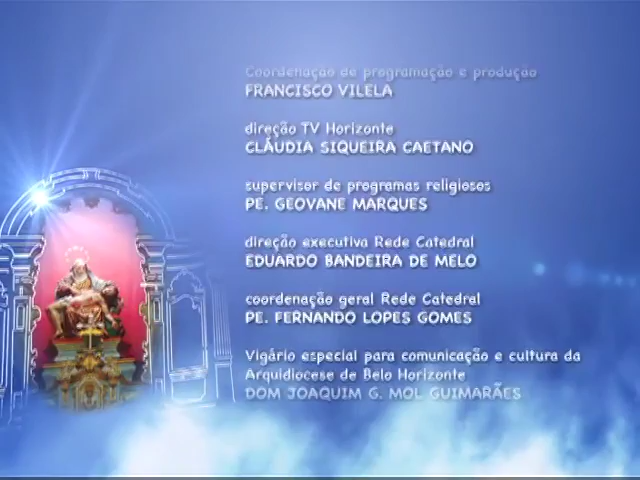 Coordenação de programação e produção
FRANCISCO VILELA
direção TV Horizonte
CLÁUDIA SIQUEIRA CAETANO
supervisor de programas religiosos
PE. GEOVANE MARQUES
direção executiva Rede Catedral
EDUARDO BANDEIRA DE MELO
coordenação geral Rede Catedral
PE. FERNANDO LOPES GOMES
Vigário especial para comunicação e cultura da
Arquidiocese de Belo Horizonte
DOM JOAQUIM G. MOL GUIMARÃES